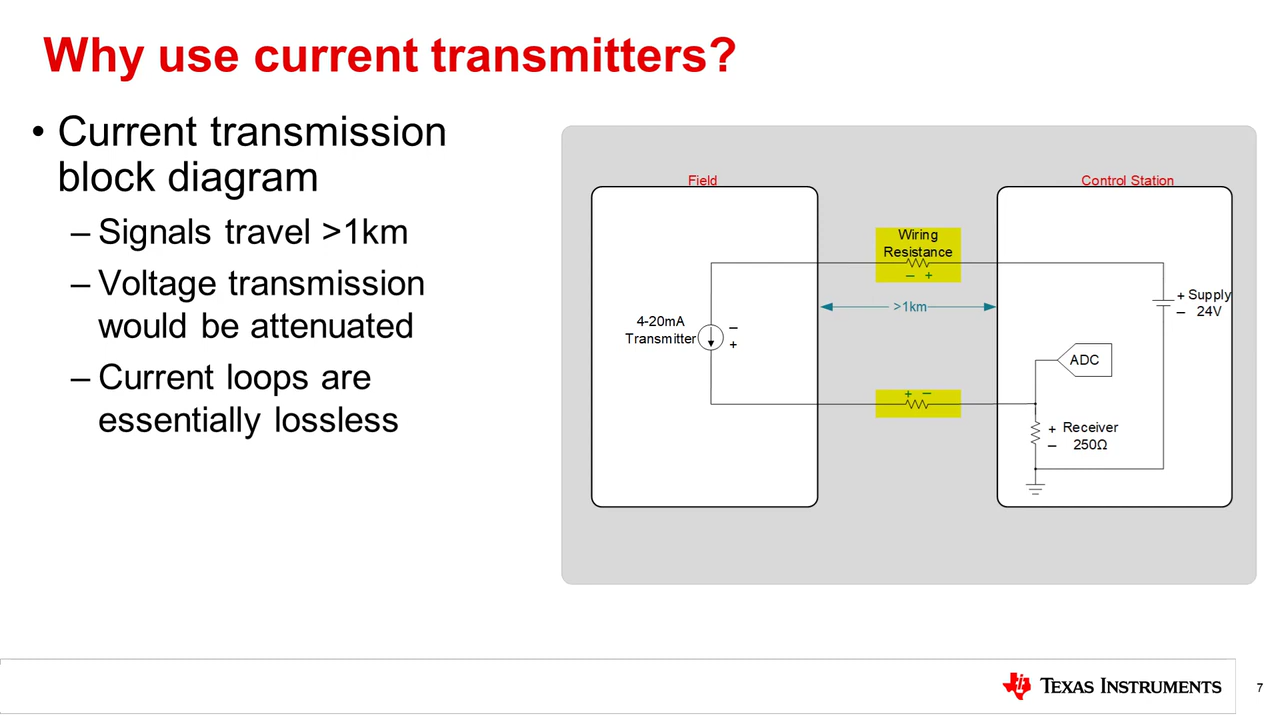 Why use current transmitters?
• Current transmission
block diagram
– Signals travel >1km
– Voltage transmission
would be attenuated
– Current loops are
essentially lossless
Field
Control Station
Wiring
Resistance
– +
>1km
4-20mA
Transmitter
–
+
+ Supply
– 24V
ADC
+ –
+ Receiver
– 250Ω
TEXAS INSTRUMENTS
7